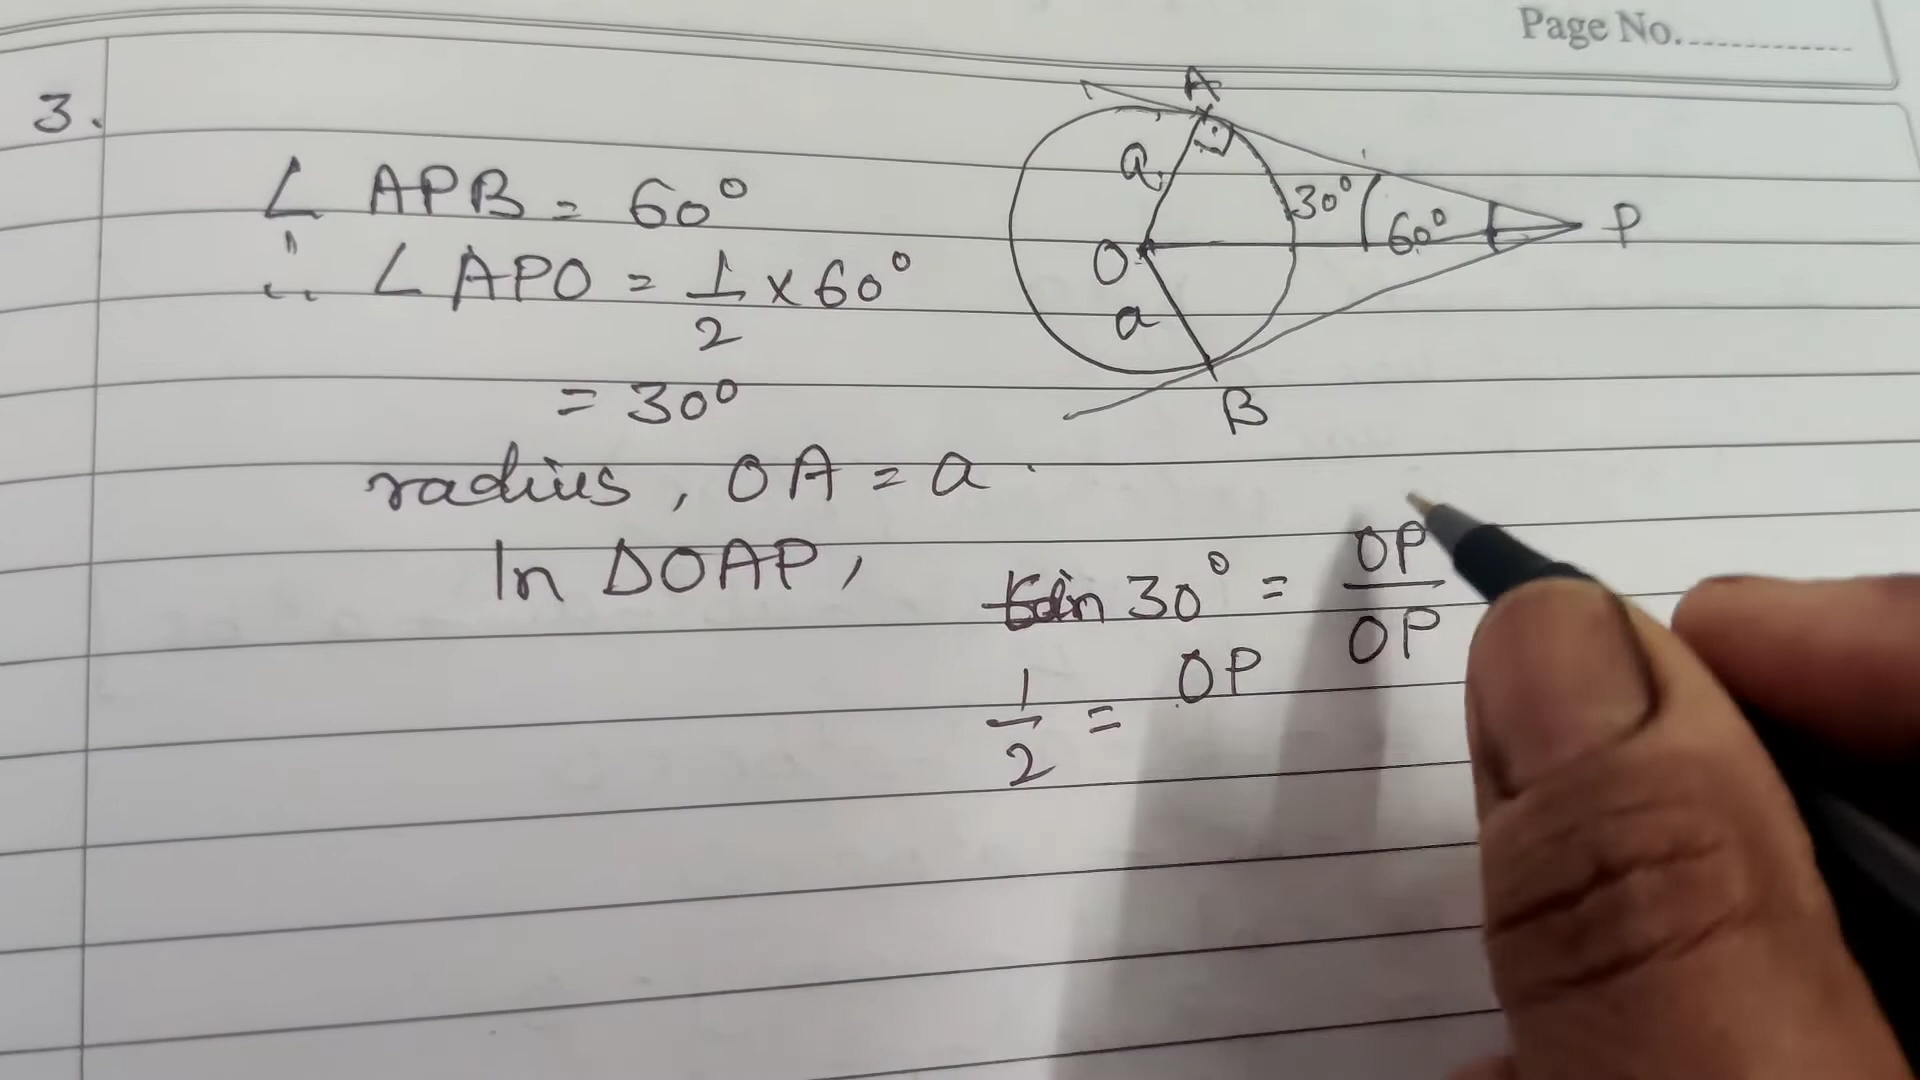 Page No.
3.
∠ APB = 60°
∴ ∠ APO = 1/2 x 60°
= 30°
radius, OA = a
In ΔOAP,
sin 30° = OP/OP
1/2 = OP
A
a
30°
60°
P
O
a
B